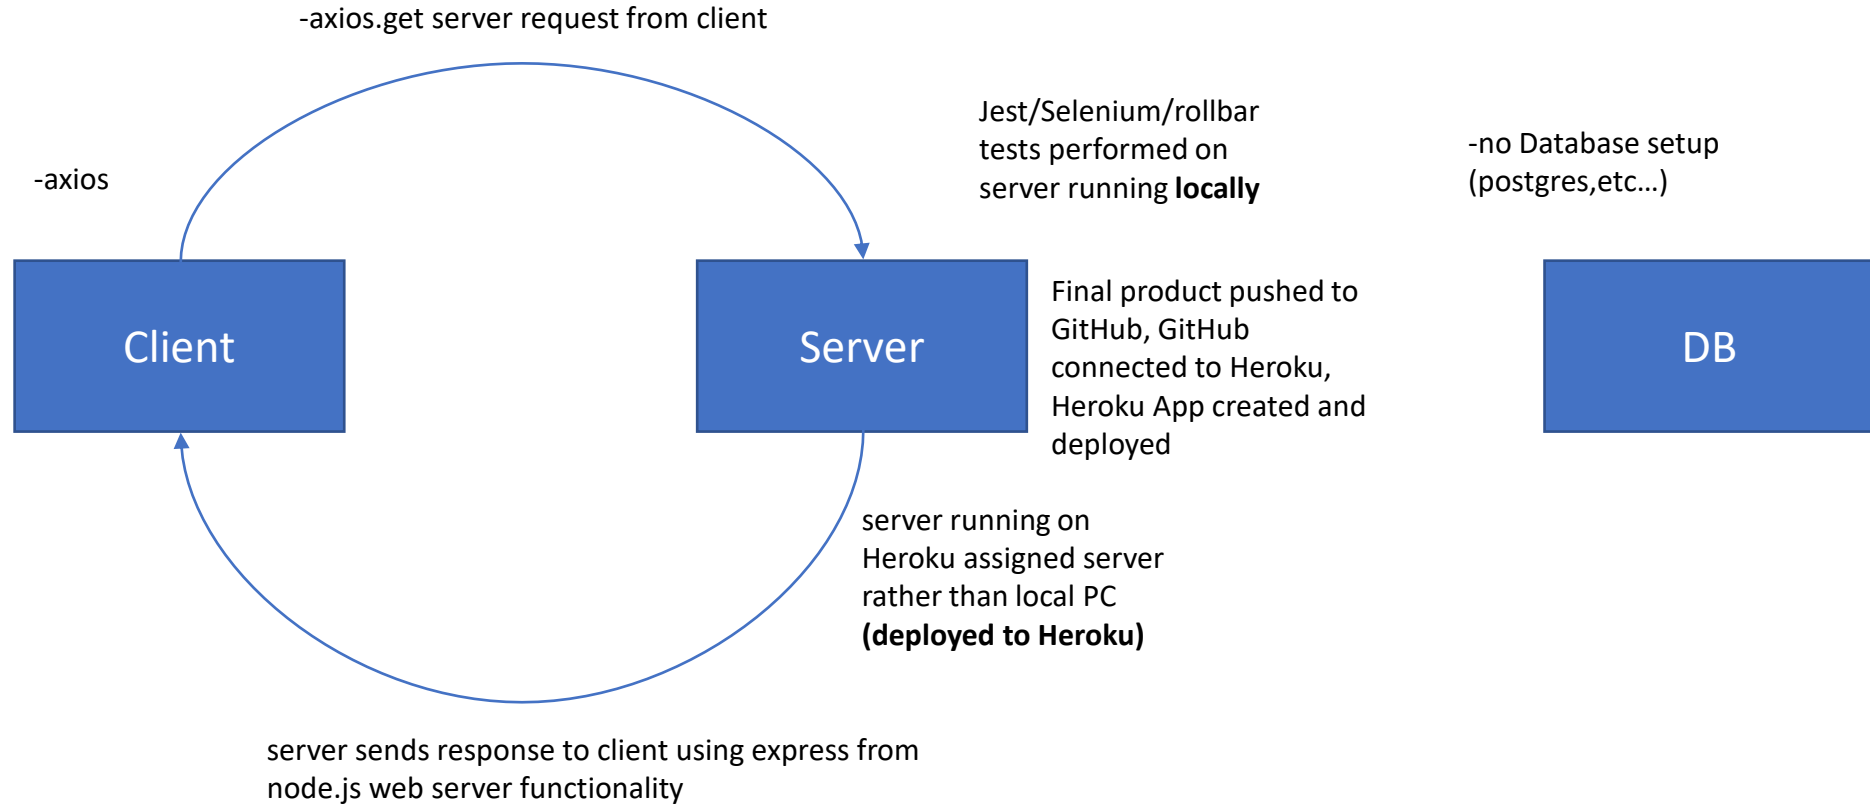 -axios.get server request from client
Jest/Selenium/rollbar
tests performed on
server running locally
-no Database setup
(postgres,etc...)
-axios
Client
Server
Final product pushed to
GitHub, GitHub
connected to Heroku,
Heroku App created and
deployed
DB
server running on
Heroku assigned server
rather than local PC
(deployed to Heroku)
server sends response to client using express from
node.js web server functionality